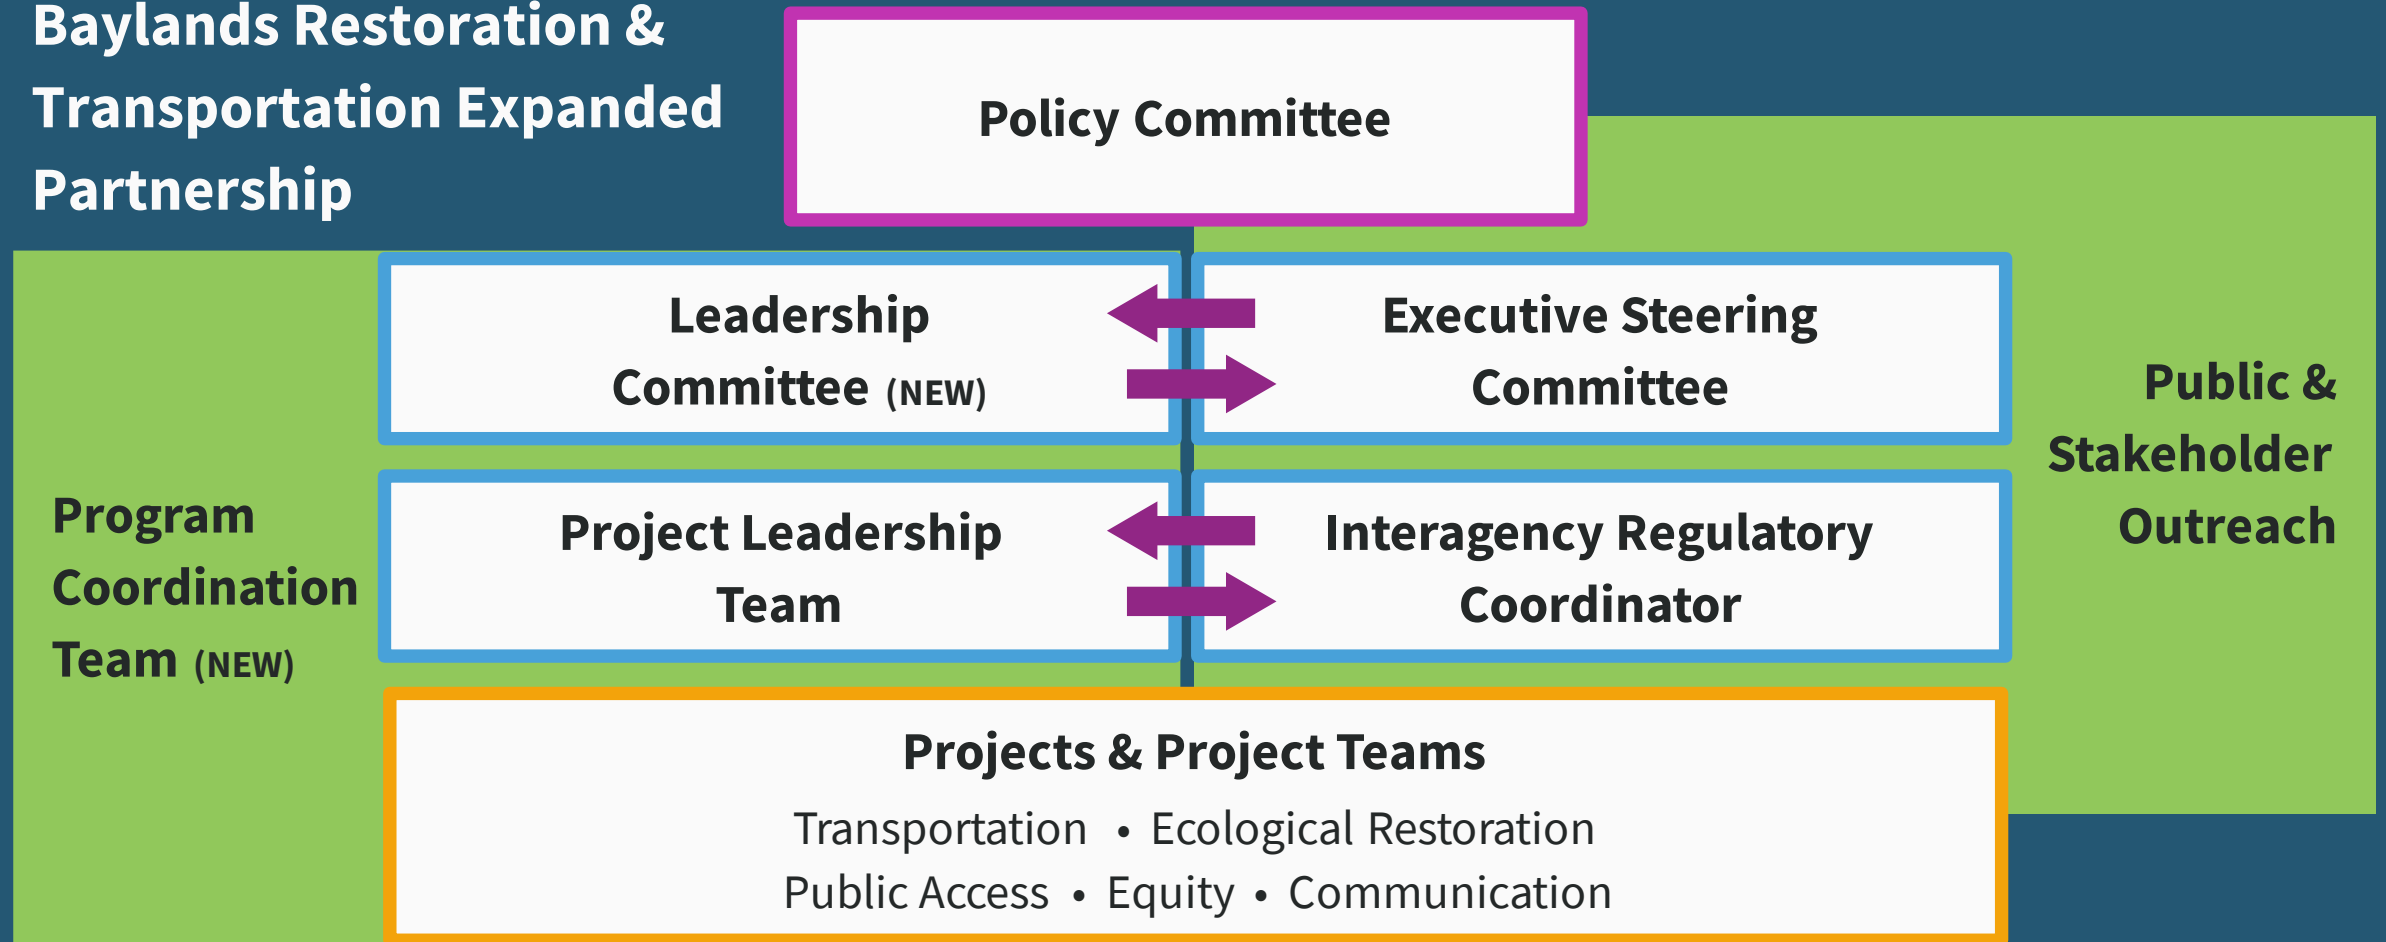 Baylands Restoration &
Transportation Expanded
Partnership
Policy Committee
Leadership
Committee (NEW)
Executive Steering
Committee
Project Leadership
Team
Interagency Regulatory
Coordinator
Program
Coordination
Team (NEW)
Public &
Stakeholder
Outreach
Projects & Project Teams
Transportation • Ecological Restoration
Public Access • Equity • Communication